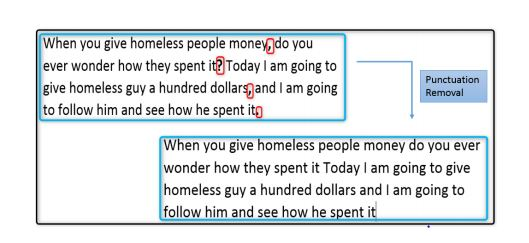 When you give homeless people money, do you
ever wonder how they spent it? Today I am going to
give homeless guy a hundred dollars, and I am going
to follow him and see how he spent it.
Punctuation
Removal
When you give homeless people money do you ever
wonder how they spent it Today I am going to give
homeless guy a hundred dollars and I am going to
follow him and see how he spent it